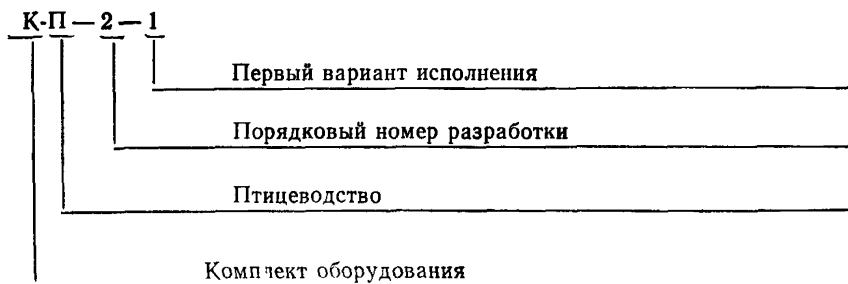 К-П—2—1
Первый вариант исполнения
Порядковый номер разработки
Птицеводство
Комплект оборудования